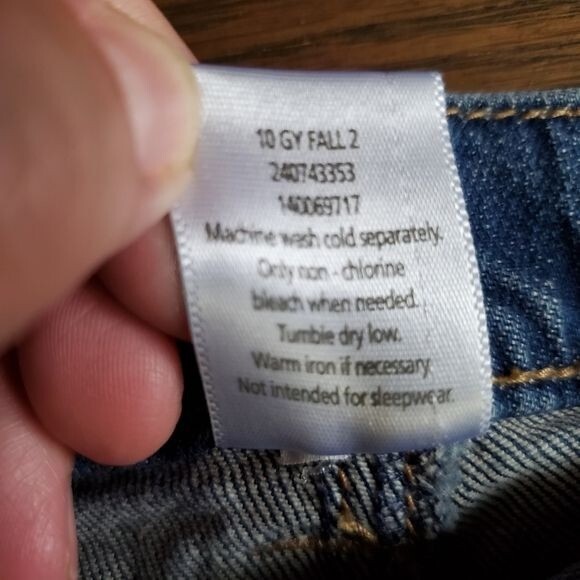 10 GY FALL 2
240743353
140069717
Machine wash cold separately.
Only non - chlorine
bleach when needed.
Tumble dry low.
Warm iron if necessary
Not intended for sleepwear.